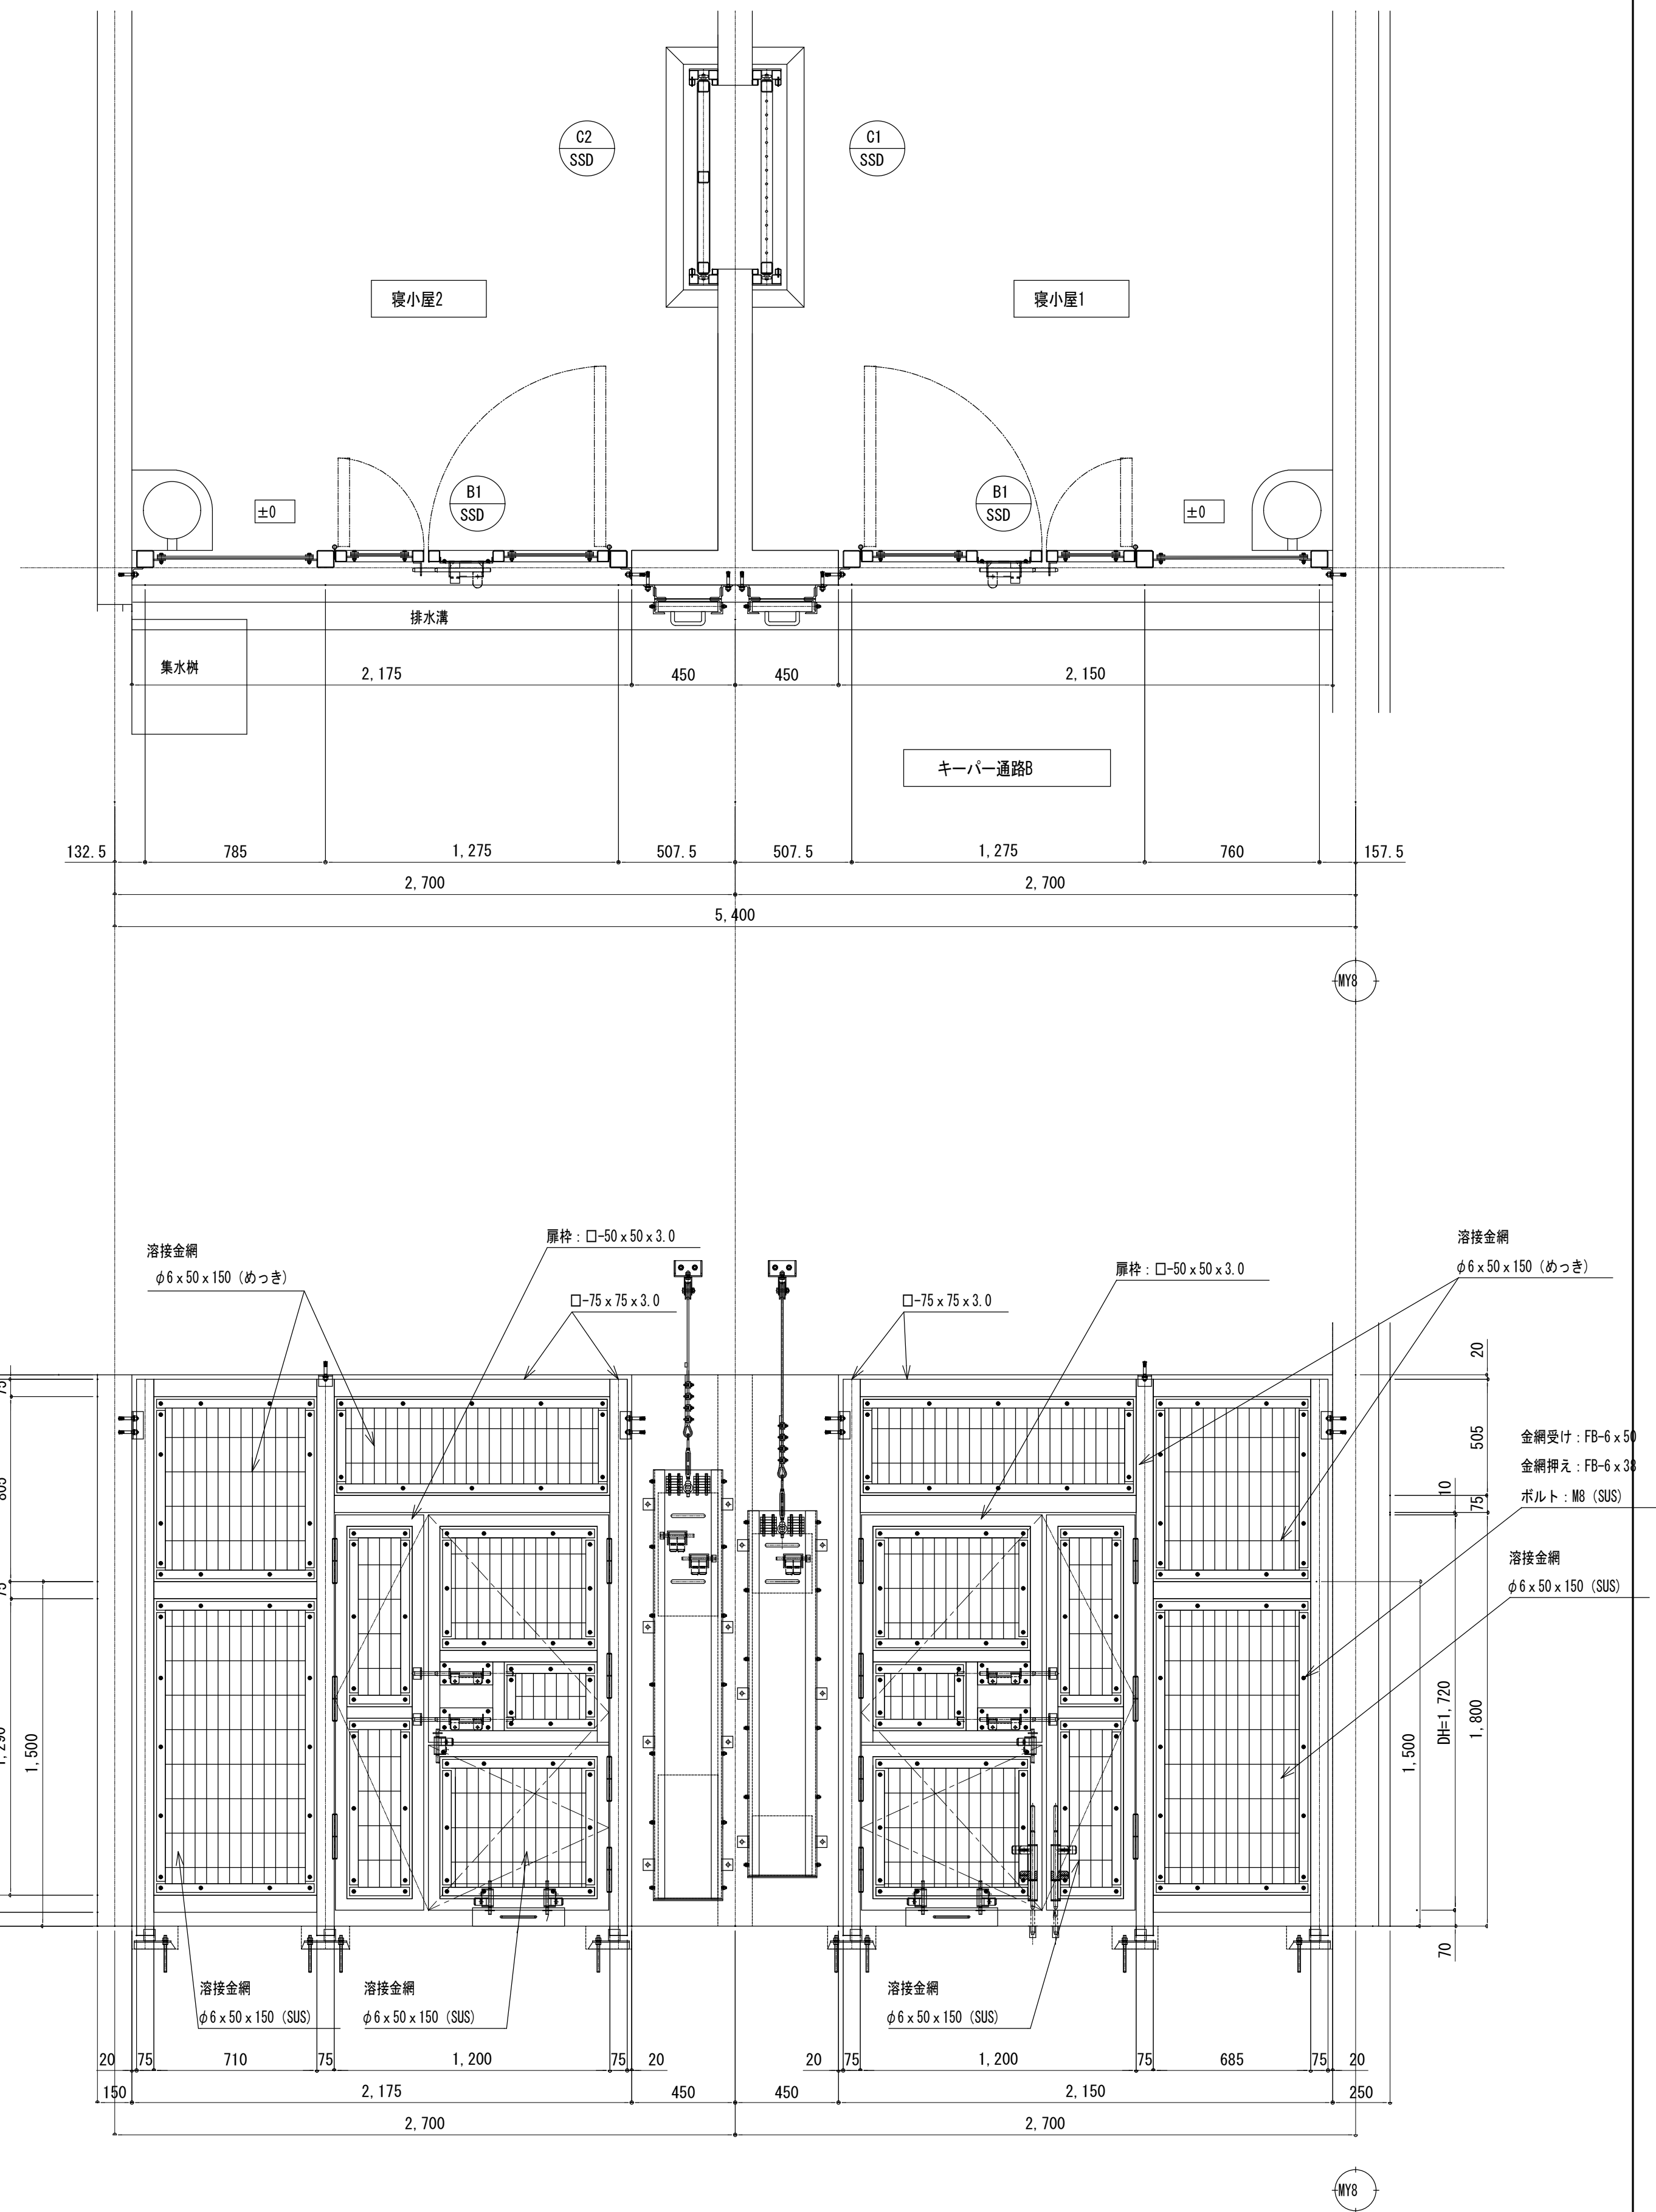 C2
SSD
C1
SSD
寝小屋2
寝小屋1
B1
SSD
B1
SSD
±0
±0
排水溝
集水桝
2,175
450
450
2,150
キーパー通路B
132.5
785
1,275
507.5
507.5
1,275
760
157.5
2,700
2,700
5,400
MY8
溶接金網
φ6x50x150 (めっき)
扉枠:□-50x50x3.0
□-75x75x3.0
□-75x75x3.0
扉枠:□-50x50x3.0
溶接金網
φ6x50x150 (めっき)
20
505
10
75
金網受け:FB-6x50
金網押え:FB-6x38
ボルト:M8 (SUS)
溶接金網
φ6x50x150 (SUS)
1,500
DH=1,720
1,800
70
75
805
75
1,290
1,500
溶接金網
φ6x50x150 (SUS)
溶接金網
φ6x50x150 (SUS)
溶接金網
φ6x50x150 (SUS)
20
75
710
75
1,200
75
20
20
75
1,200
75
685
75
20
150
2,175
450
450
2,150
250
2,700
2,700
MY8